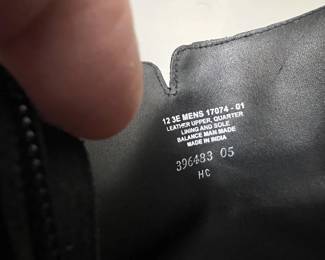 12 3E MENS 17074 - 01
LEATHER UPPER, QUARTER
LINING AND SOLE
BALANCE MAN MADE
MADE IN INDIA
396483 05
HC